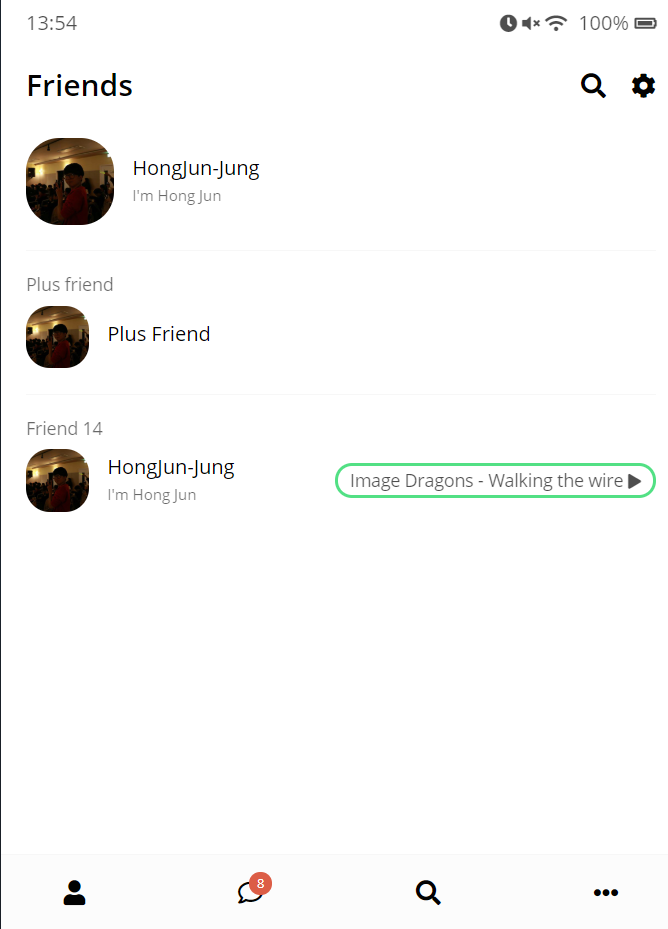 13:54
100%
Friends
HongJun-Jung
I'm Hong Jun
Plus friend
Plus Friend
Friend 14
HongJun-Jung
I'm Hong Jun
Image Dragons - Walking the wire
8